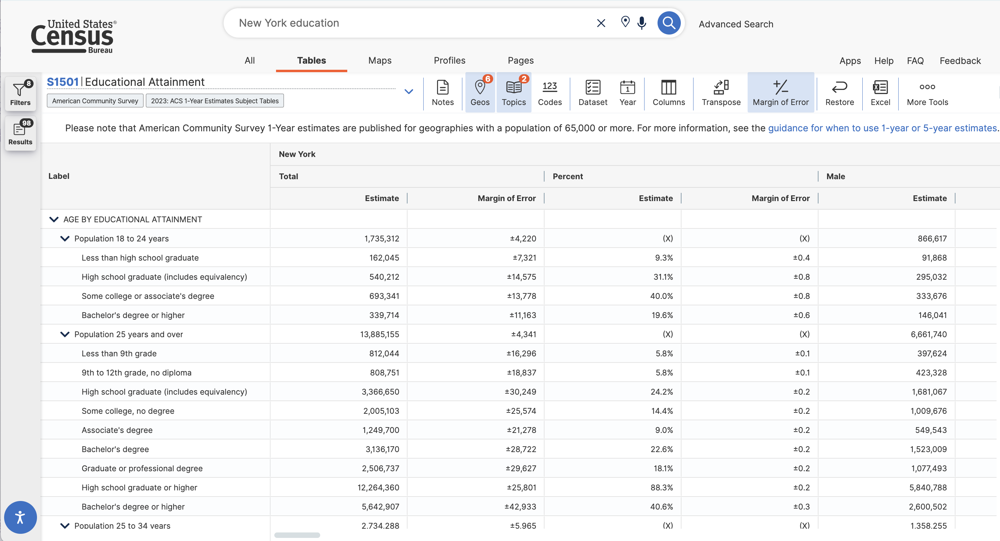 United States®
Census
Bureau
New York education
Advanced Search
All Tables Maps Profiles Pages
Apps Help FAQ Feedback
8
Filters
98
Results
S1501 | Educational Attainment
American Community Survey 2023: ACS 1-Year Estimates Subject Tables
Notes
6
Geos
2
Topics
123
Codes
Dataset
1
Year
Columns
Transpose
+/−
Margin of Error
Restore
X
Excel
More Tools
Please note that American Community Survey 1-Year estimates are published for geographies with a population of 65,000 or more. For more information, see the guidance for when to use 1-year or 5-year estimates.
New York
Label
Total Percent Male
Estimate Margin of Error Estimate Margin of Error Estimate
AGE BY EDUCATIONAL ATTAINMENT
Population 18 to 24 years 1,735,312 ±4,220 (X) (X) 866,617
Less than high school graduate 162,045 ±7,321 9.3% ±0.4 91,868
High school graduate (includes equivalency) 540,212 ±14,575 31.1% ±0.8 295,032
Some college or associate's degree 693,341 ±13,778 40.0% ±0.8 333,676
Bachelor's degree or higher 339,714 ±11,163 19.6% ±0.6 146,041
Population 25 years and over 13,885,155 ±4,341 (X) (X) 6,661,740
Less than 9th grade 812,044 ±16,296 5.8% ±0.1 397,624
9th to 12th grade, no diploma 808,751 ±18,837 5.8% ±0.1 423,328
High school graduate (includes equivalency) 3,366,650 ±30,249 24.2% ±0.2 1,681,067
Some college, no degree 2,005,103 ±25,574 14.4% ±0.2 1,009,676
Associate's degree 1,249,700 ±21,278 9.0% ±0.2 549,543
Bachelor's degree 3,136,170 ±28,722 22.6% ±0.2 1,523,009
Graduate or professional degree 2,506,737 ±29,627 18.1% ±0.2 1,077,493
High school graduate or higher 12,264,360 ±25,801 88.3% ±0.2 5,840,788
Bachelor's degree or higher 5,642,907 ±42,933 40.6% ±0.3 2,600,502
Population 25 to 34 years 2,734,288 ±5,965 (X) (X) 1,358,255